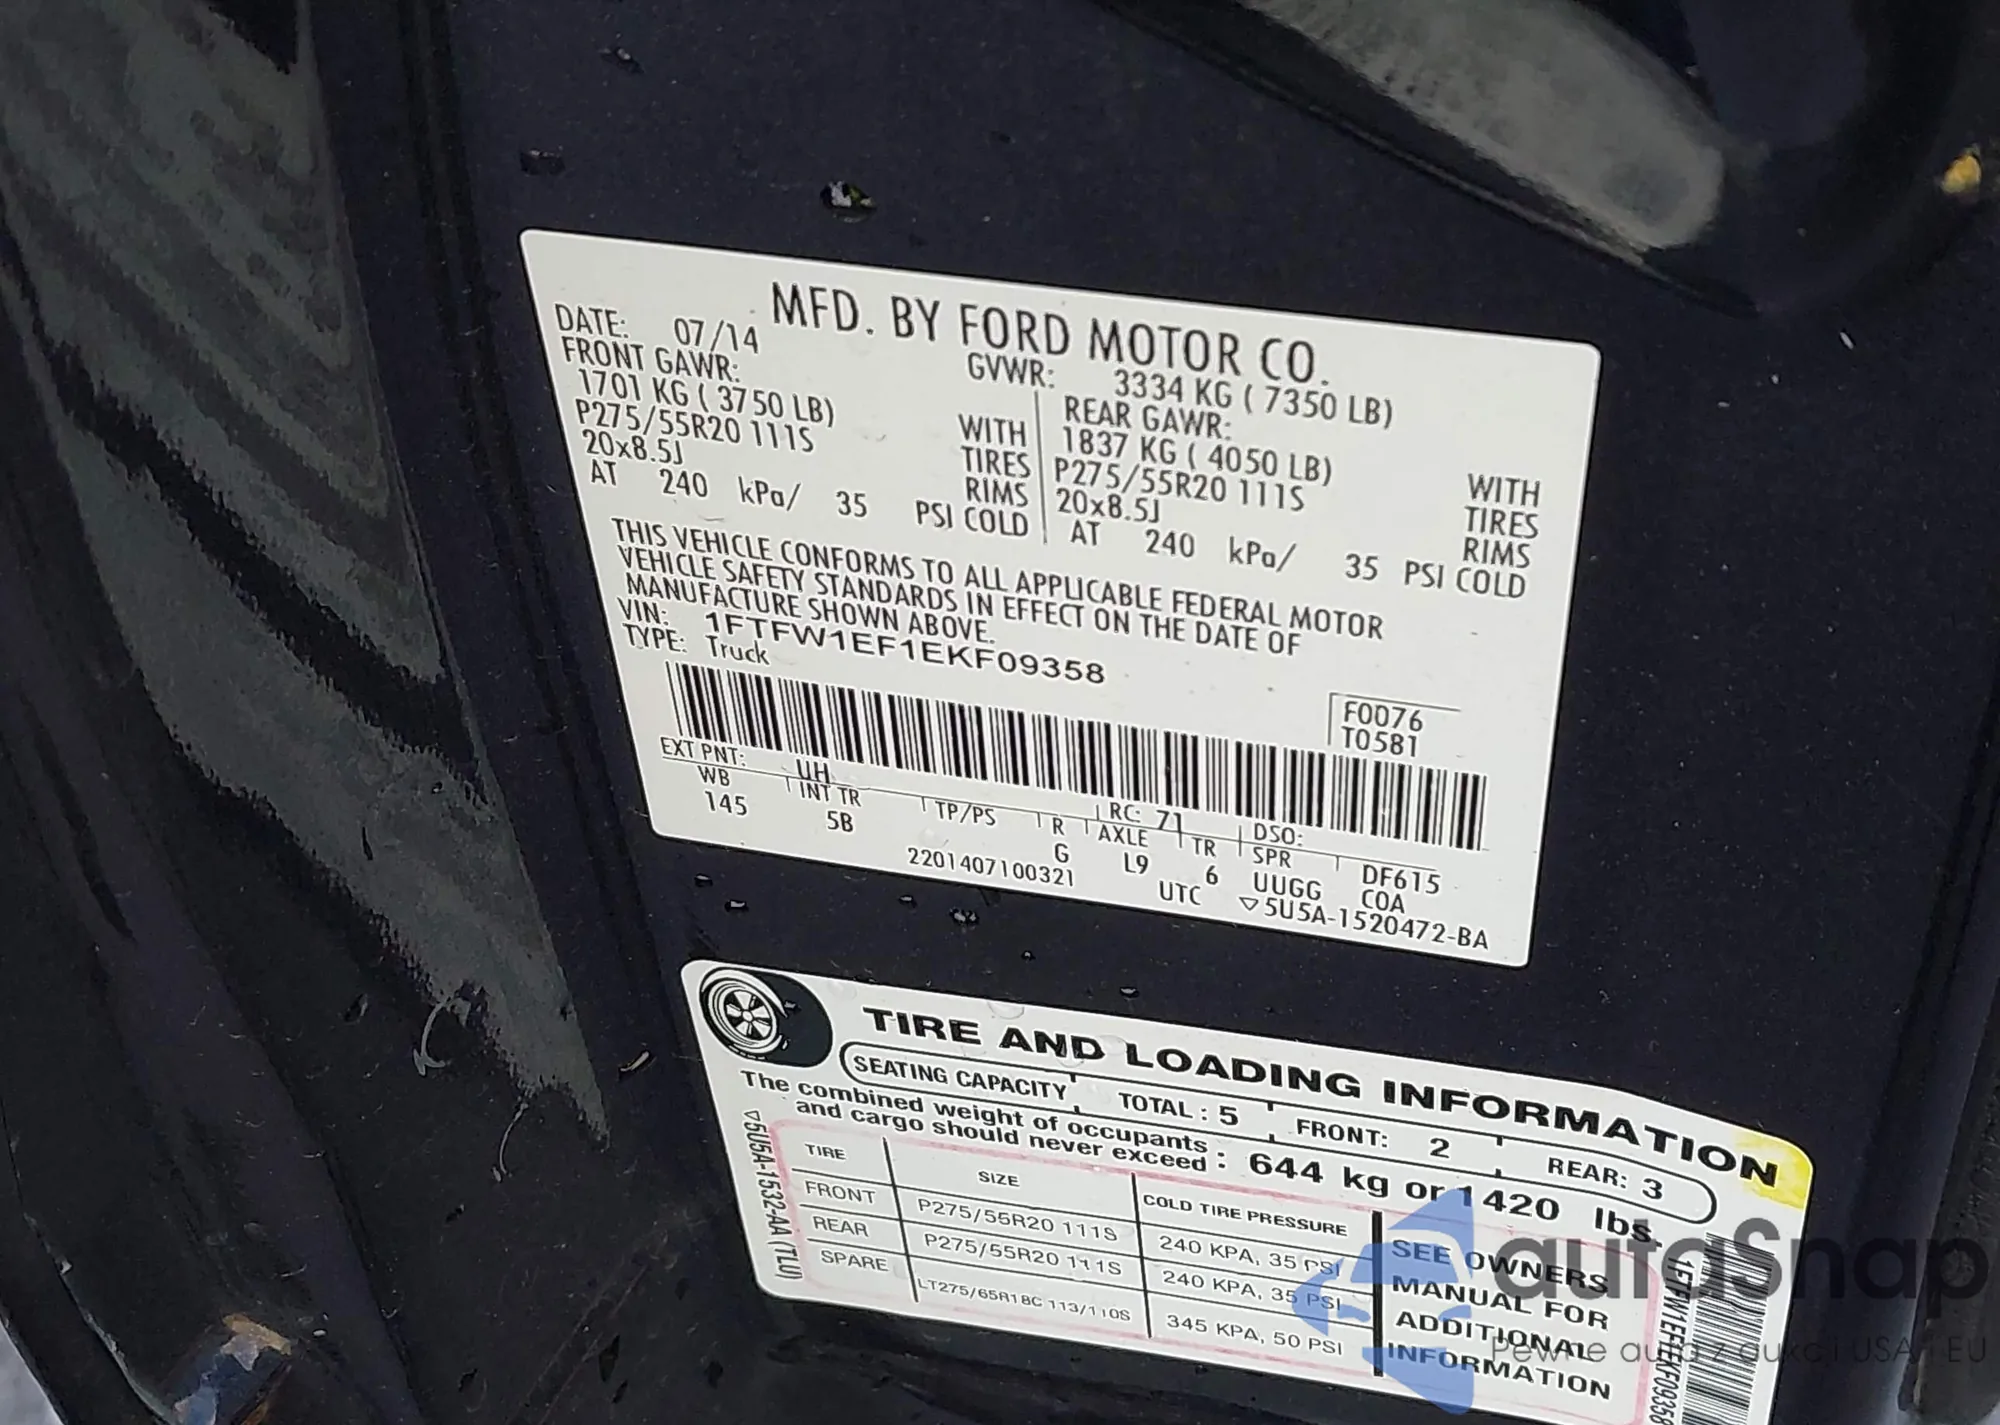 MFD. BY FORD MOTOR CO.
DATE: 07/14
GVWR: 3334 KG ( 7350 LB)
FRONT GAWR:
1701 KG ( 3750 LB) WITH
P275/55R20 111S TIRES
20x8.5J RIMS
AT 240 kPa/ 35 PSI COLD
REAR GAWR:
1837 KG ( 4050 LB) WITH
P275/55R20 111S TIRES
20x8.5J RIMS
AT 240 kPa/ 35 PSI COLD
THIS VEHICLE CONFORMS TO ALL APPLICABLE FEDERAL MOTOR
VEHICLE SAFETY STANDARDS IN EFFECT ON THE DATE OF
MANUFACTURE SHOWN ABOVE.
VIN: 1FTFW1EF1EKF09358
TYPE: Truck
F0076
T0581
EXT PNT: UH RC: 71 DSO:
WB INT TR TP/PS R AXLE TR SPR DF615
145 5B G L9 6 UUGG COA
2201407100321 UTC ▽5U5A-1520472-BA
TIRE AND LOADING INFORMATION
SEATING CAPACITY TOTAL : 5 FRONT: 2 REAR: 3
The combined weight of occupants
and cargo should never exceed : 644 kg or 1420 lbs.
TIRE SIZE COLD TIRE PRESSURE
FRONT P275/55R20 111S 240 KPA, 35 PSI
REAR P275/55R20 111S 240 KPA, 35 PSI
SPARE LT275/65R18C 113/110S 345 KPA, 50 PSI
SEE OWNERS
MANUAL FOR
ADDITIONAL
INFORMATION
▽5U5A-1532-AA (TLU)
1FTFW1EF1EKF09358
autoSnap
Pewne auta z aukcji USA i EU